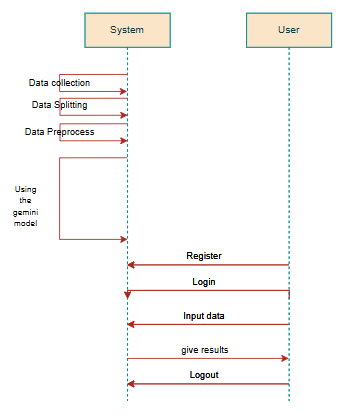 System
User
Data collection
Data Splitting
Data Preprocess
Using
the
gemini
model
Register
Login
Input data
give results
Logout